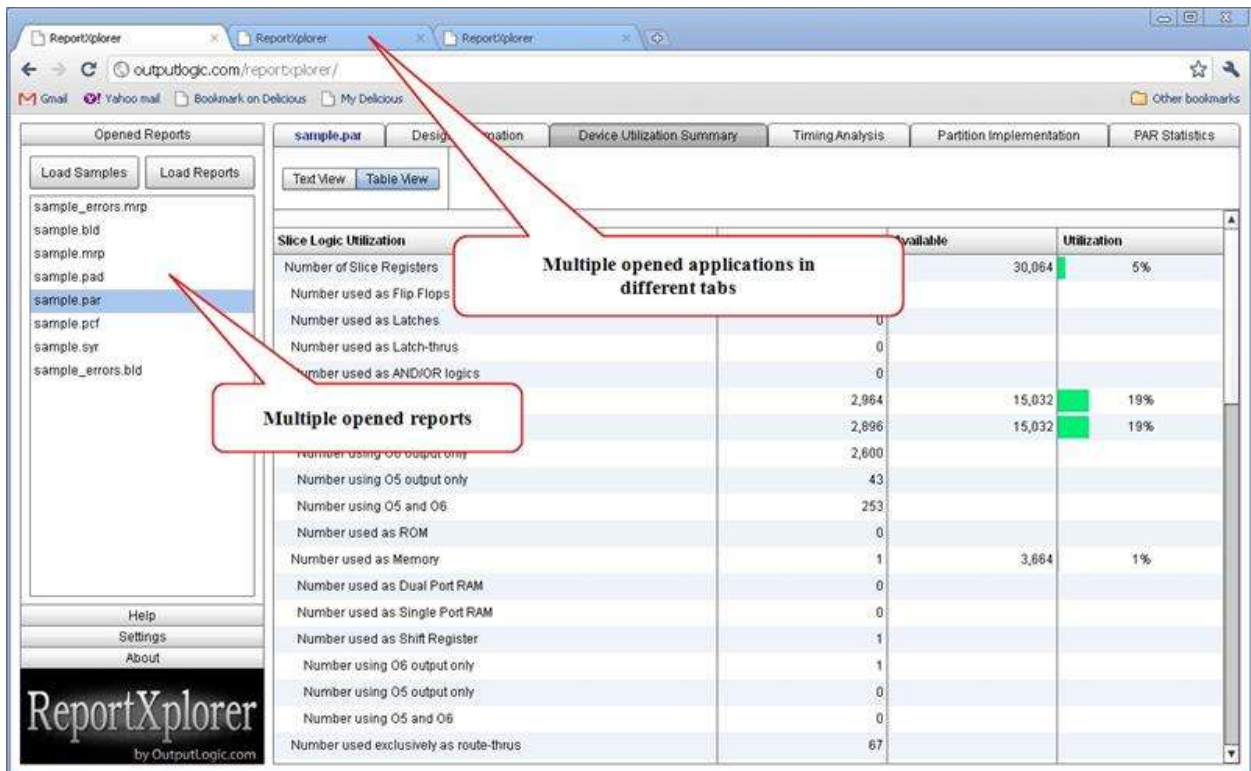 ReportXplorer ReportXplorer ReportXplorer
outputlogic.com/reportxplorer/
Gmail Yahoo mail Bookmark on Delicious My Delicious Other bookmarks
Opened Reports
Load Samples Load Reports
sample_errors.mrp
sample.bld
sample.mrp
sample.pad
sample.par
sample.pcf
sample.syr
sample_errors.bld
Help
Settings
About
ReportXplorer
by OutputLogic.com
sample.par Device Utilization Summary Timing Analysis Partition Implementation PAR Statistics
Text View Table View
Slice Logic Utilization Available Utilization
Number of Slice Registers 30,064 5%
Number used as Flip Flops
Number used as Latches 0
Number used as Latch-thrus 0
Number used as AND/OR logics 0
2,964 15,032 19%
2,896 15,032 19%
Number using O6 output only 2,600
Number using O5 output only 43
Number using O5 and O6 253
Number used as ROM 0
Number used as Memory 1 3,664 1%
Number used as Dual Port RAM 0
Number used as Single Port RAM 0
Number used as Shift Register 1
Number using O6 output only 1
Number using O5 output only 0
Number using O5 and O6 0
Number used exclusively as route-thrus 67
Multiple opened applications in
different tabs
Multiple opened reports